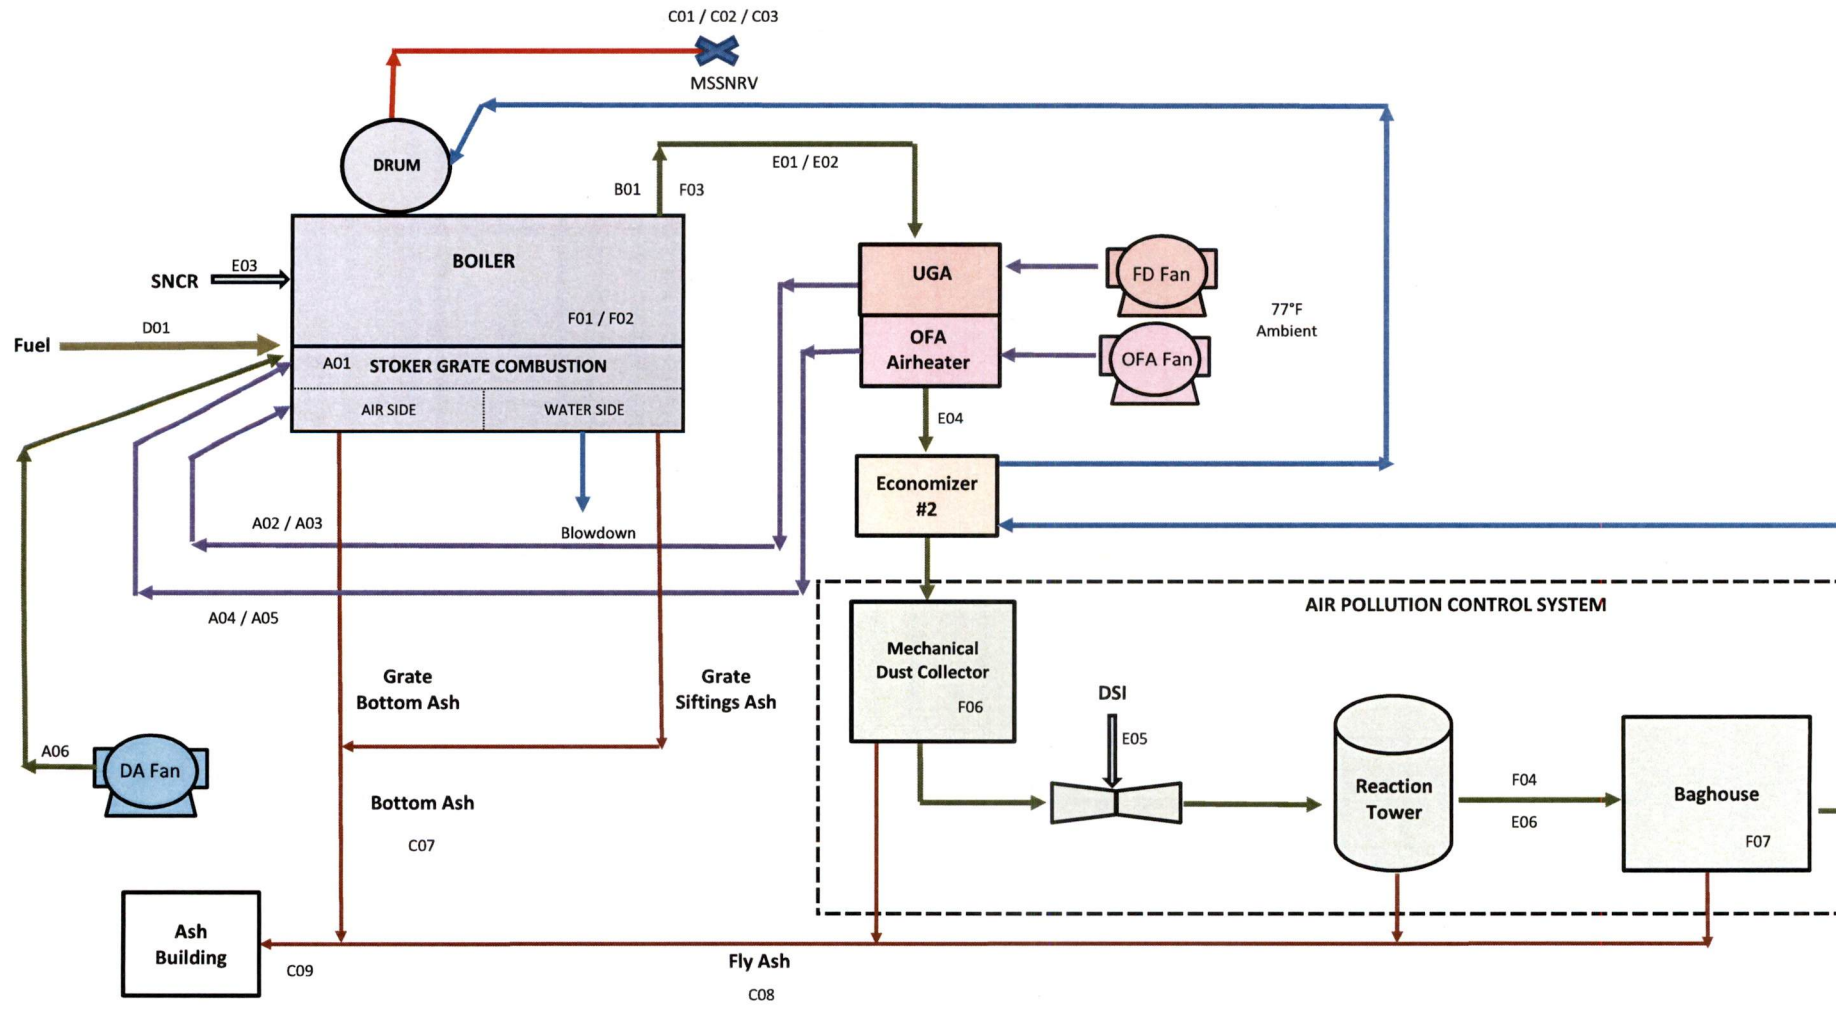 C01 / C02 / C03
MSSNRV
DRUM
E01 / E02
B01
F03
BOILER
SNCR
E03
F01 / F02
Fuel
D01
A01
STOKER GRATE COMBUSTION
AIR SIDE
WATER SIDE
UGA
FD Fan
OFA
Airheater
OFA Fan
77°F
Ambient
E04
Economizer
#2
A02 / A03
Blowdown
A04 / A05
AIR POLLUTION CONTROL SYSTEM
Mechanical
Dust Collector
F06
Grate
Bottom Ash
Grate
Siftings Ash
DSI
E05
A06
DA Fan
Reaction
Tower
F04
E06
Baghouse
F07
Bottom Ash
C07
Ash
Building
C09
Fly Ash
C08